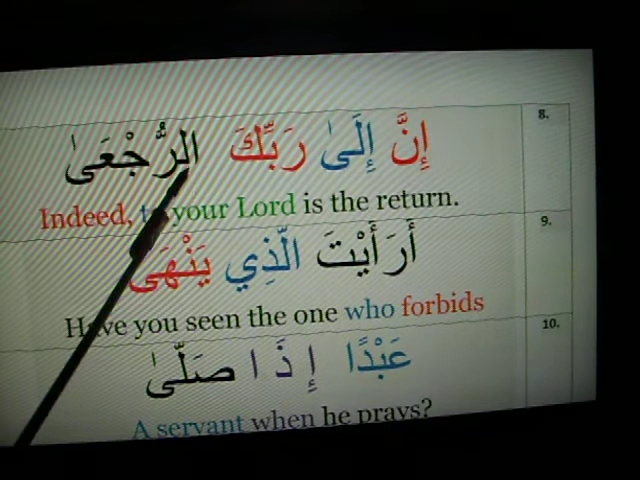 8.
إِنَّ إِلَىٰ رَبِّكَ الرُّجْعَىٰ
Indeed, to your Lord is the return.
9.
أَرَأَيْتَ الَّذِي يَنْهَىٰ
Have you seen the one who forbids
10.
عَبْدًا إِذَا صَلَّىٰ
A servant when he prays?